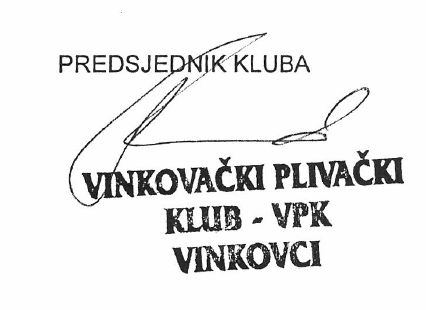 PREDSJEDNIK KLUBA
VINKOVAČKI PLIVAČKI
KLUB - VPK
VINKOVCI